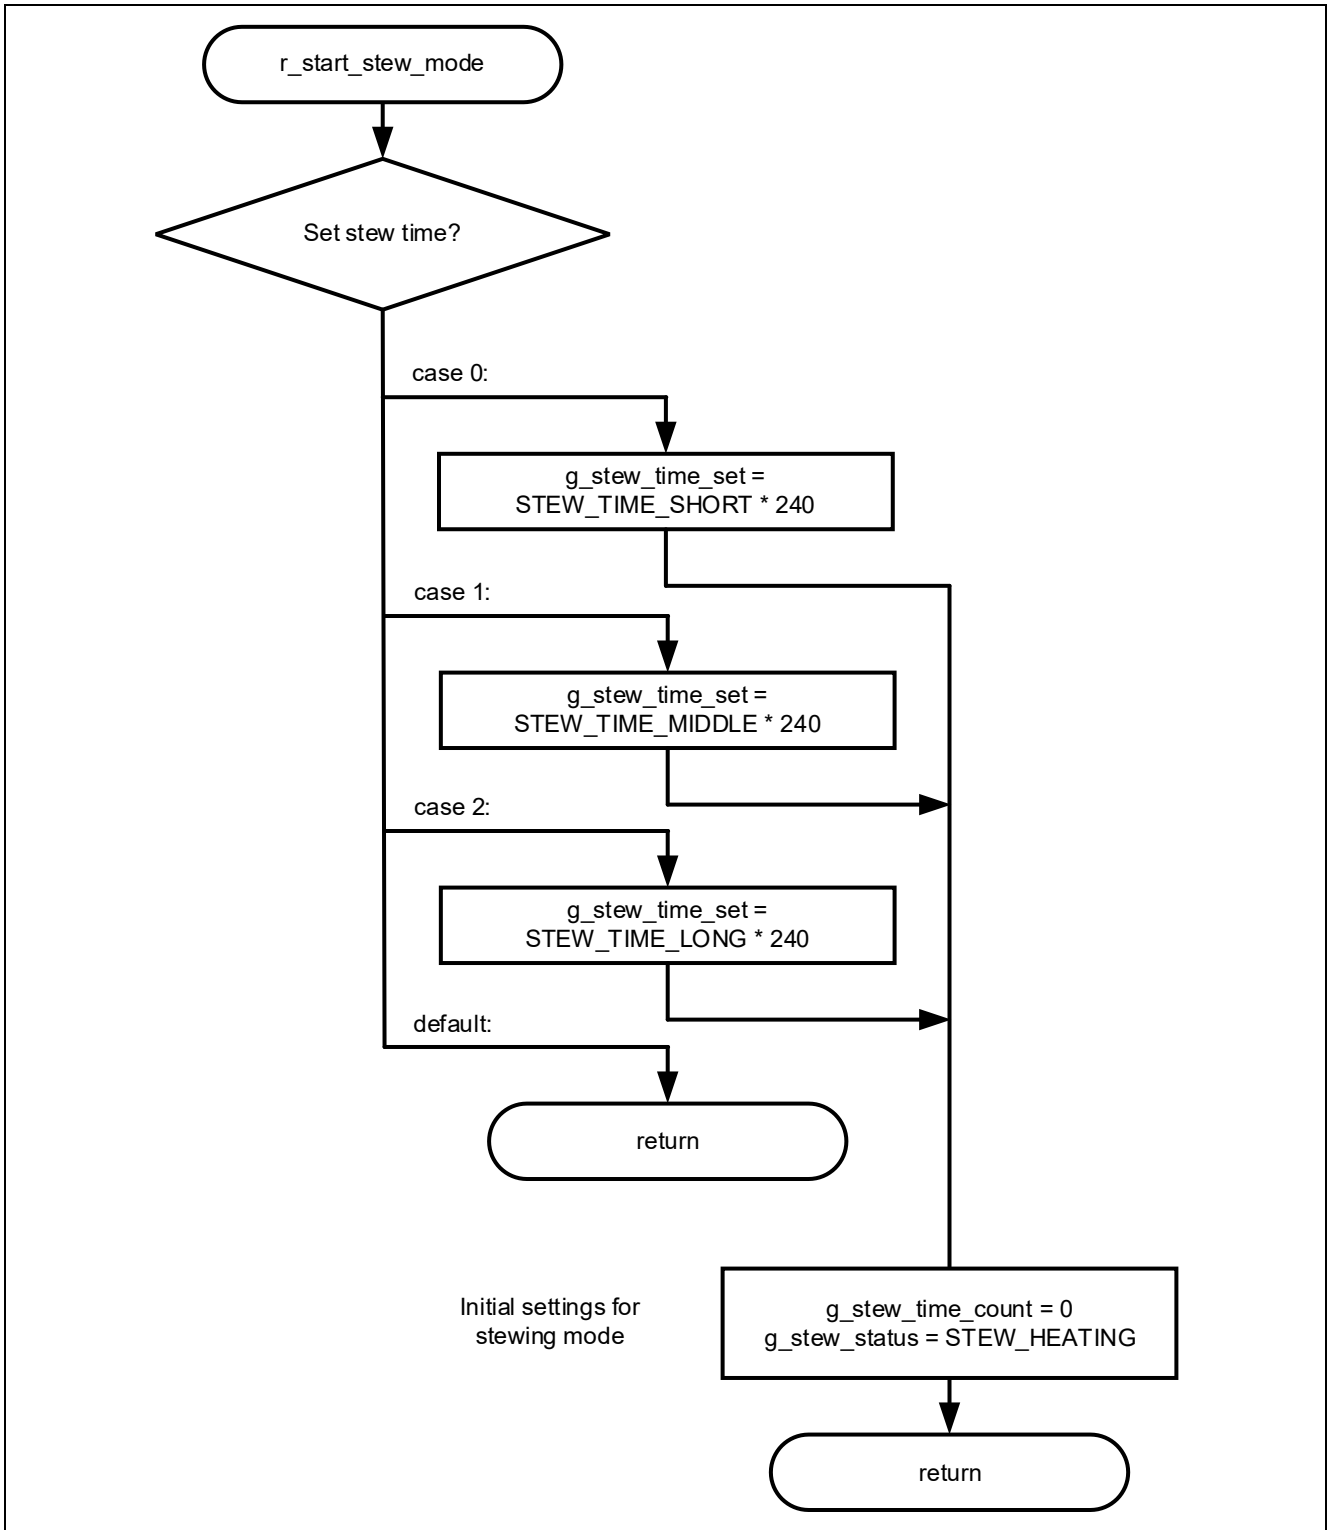 r_start_stew_mode
Set stew time?
case 0:
g_stew_time_set =
STEW_TIME_SHORT * 240
case 1:
g_stew_time_set =
STEW_TIME_MIDDLE * 240
case 2:
g_stew_time_set =
STEW_TIME_LONG * 240
default:
return
Initial settings for
stewing mode
g_stew_time_count = 0
g_stew_status = STEW_HEATING
return